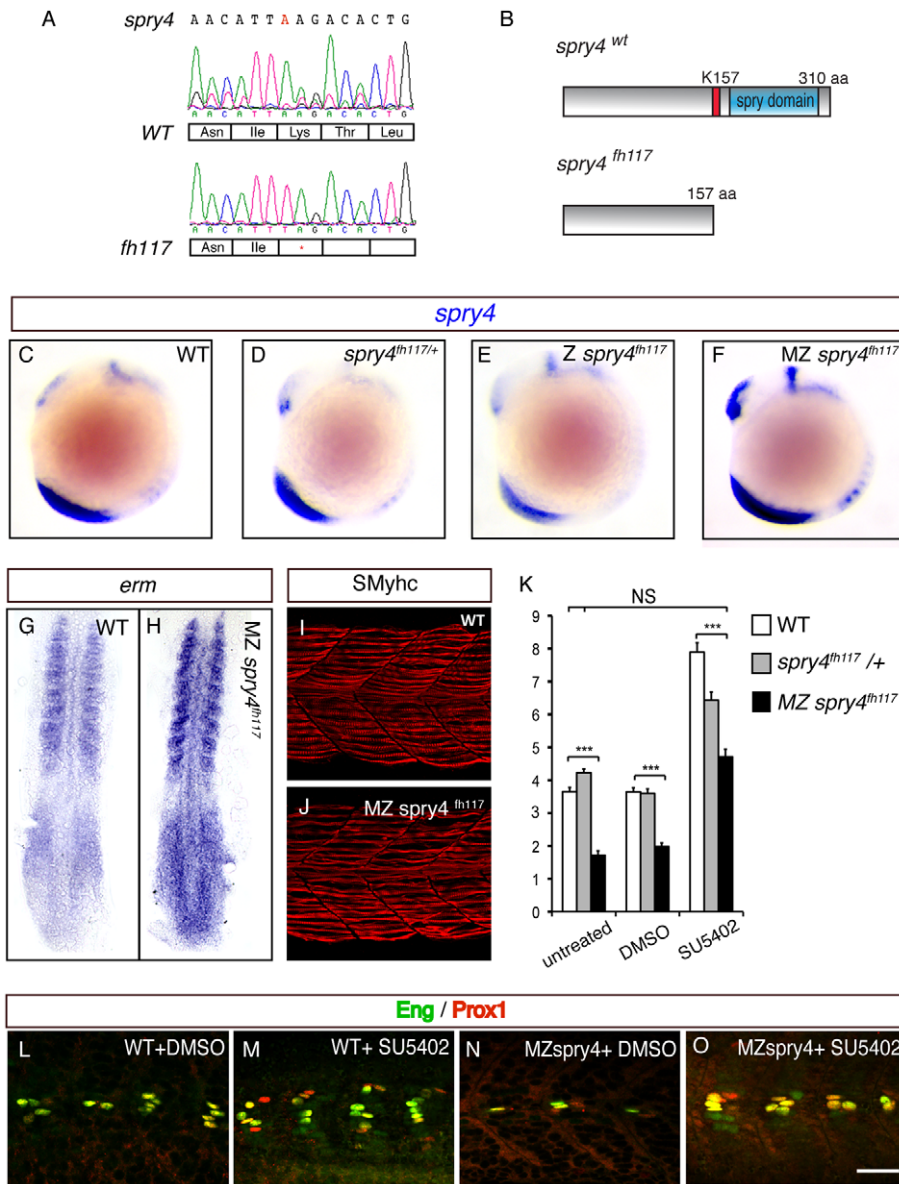 A
spry4 A A C A T T A A G A C A C T G
A A C A T T A A G A C A C T G
WT Asn Ile Lys Thr Leu
A A C A T T T A G A C A C T G
fh117 Asn Ile *
B
spry4 wt
K157 310 aa
spry domain
spry4 fh117
157 aa
spry4
C WT
D spry4fh117/+
E Z spry4fh117
F MZ spry4fh117
erm
G WT
H MZ spry4fh117
SMyhc
I WT
J MZ spry4 fh117
K
NS
***
***
***
9
8
7
6
5
4
3
2
1
0
untreated DMSO SU5402
WT
spry4fh117 /+
MZ spry4fh117
Eng / Prox1
L WT+DMSO
M WT+ SU5402
N MZspry4+ DMSO
O MZspry4+ SU5402